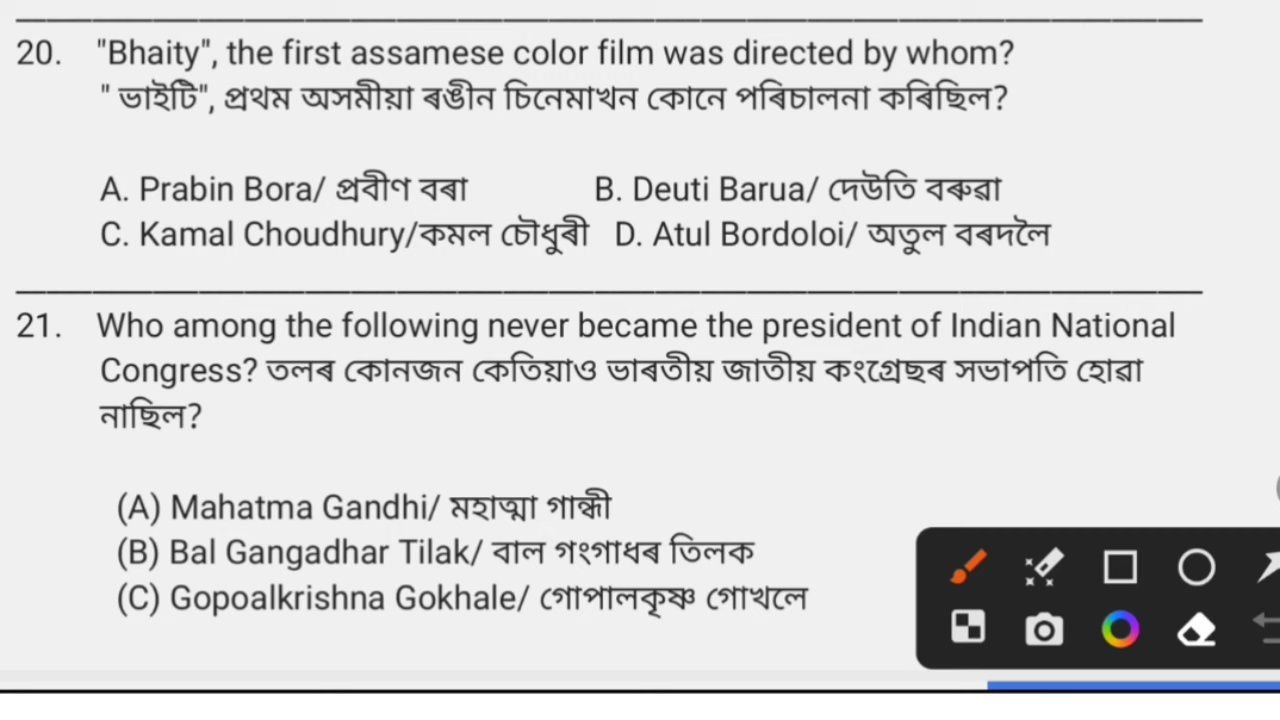 20. "Bhaity", the first assamese color film was directed by whom?
" ভাইটি", প্ৰথম অসমীয়া ৰঙীন চিনেমাখন কোনে পৰিচালনা কৰিছিল?
A. Prabin Bora/ প্ৰবীণ বৰা B. Deuti Barua/ দেউতি বৰুৱা
C. Kamal Choudhury/কমল চৌধুৰী D. Atul Bordoloi/ অতুল বৰদলৈ
21. Who among the following never became the president of Indian National
Congress? তলৰ কোনজন কেতিয়াও ভাৰতীয় জাতীয় কংগ্ৰেছৰ সভাপতি হোৱা
নাছিল?
(A) Mahatma Gandhi/ মহাত্মা গান্ধী
(B) Bal Gangadhar Tilak/ বাল গংগাধৰ তিলক
(C) Gopoalkrishna Gokhale/ গোপালকৃষ্ণ গোখলে